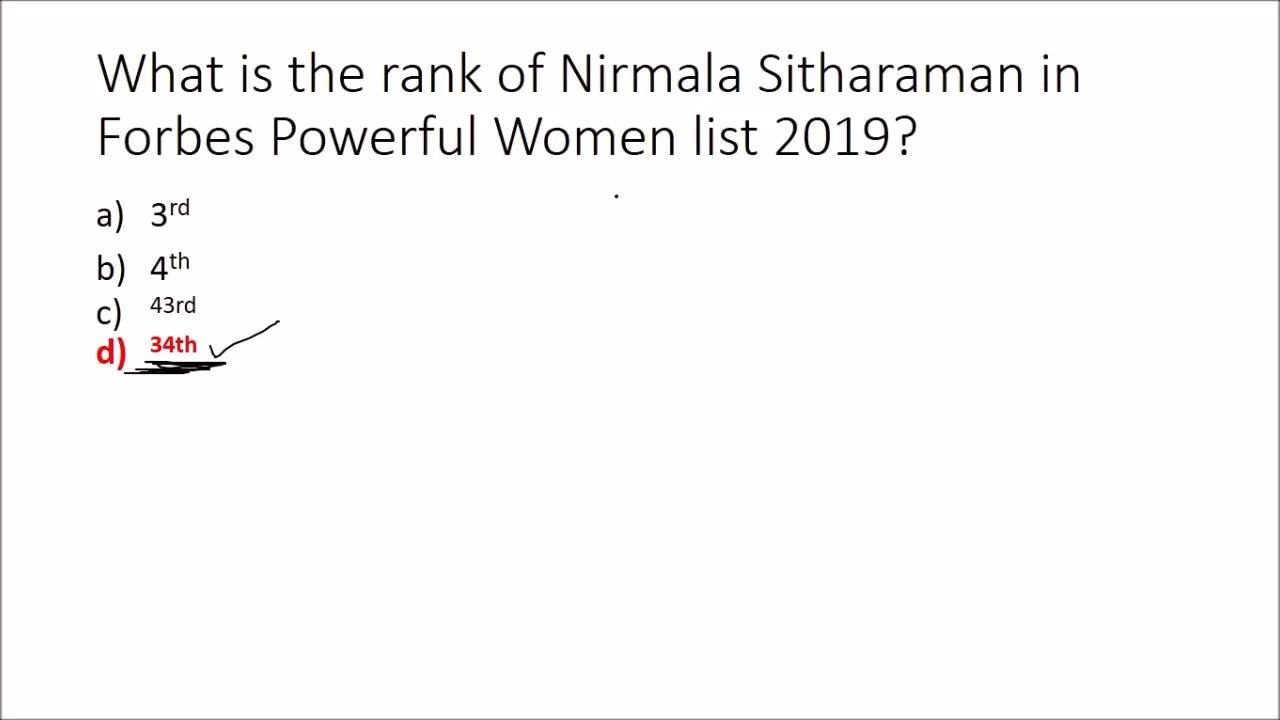 What is the rank of Nirmala Sitharaman in
Forbes Powerful Women list 2019?
a) 3rd
b) 4th
c) 43rd
d) 34th